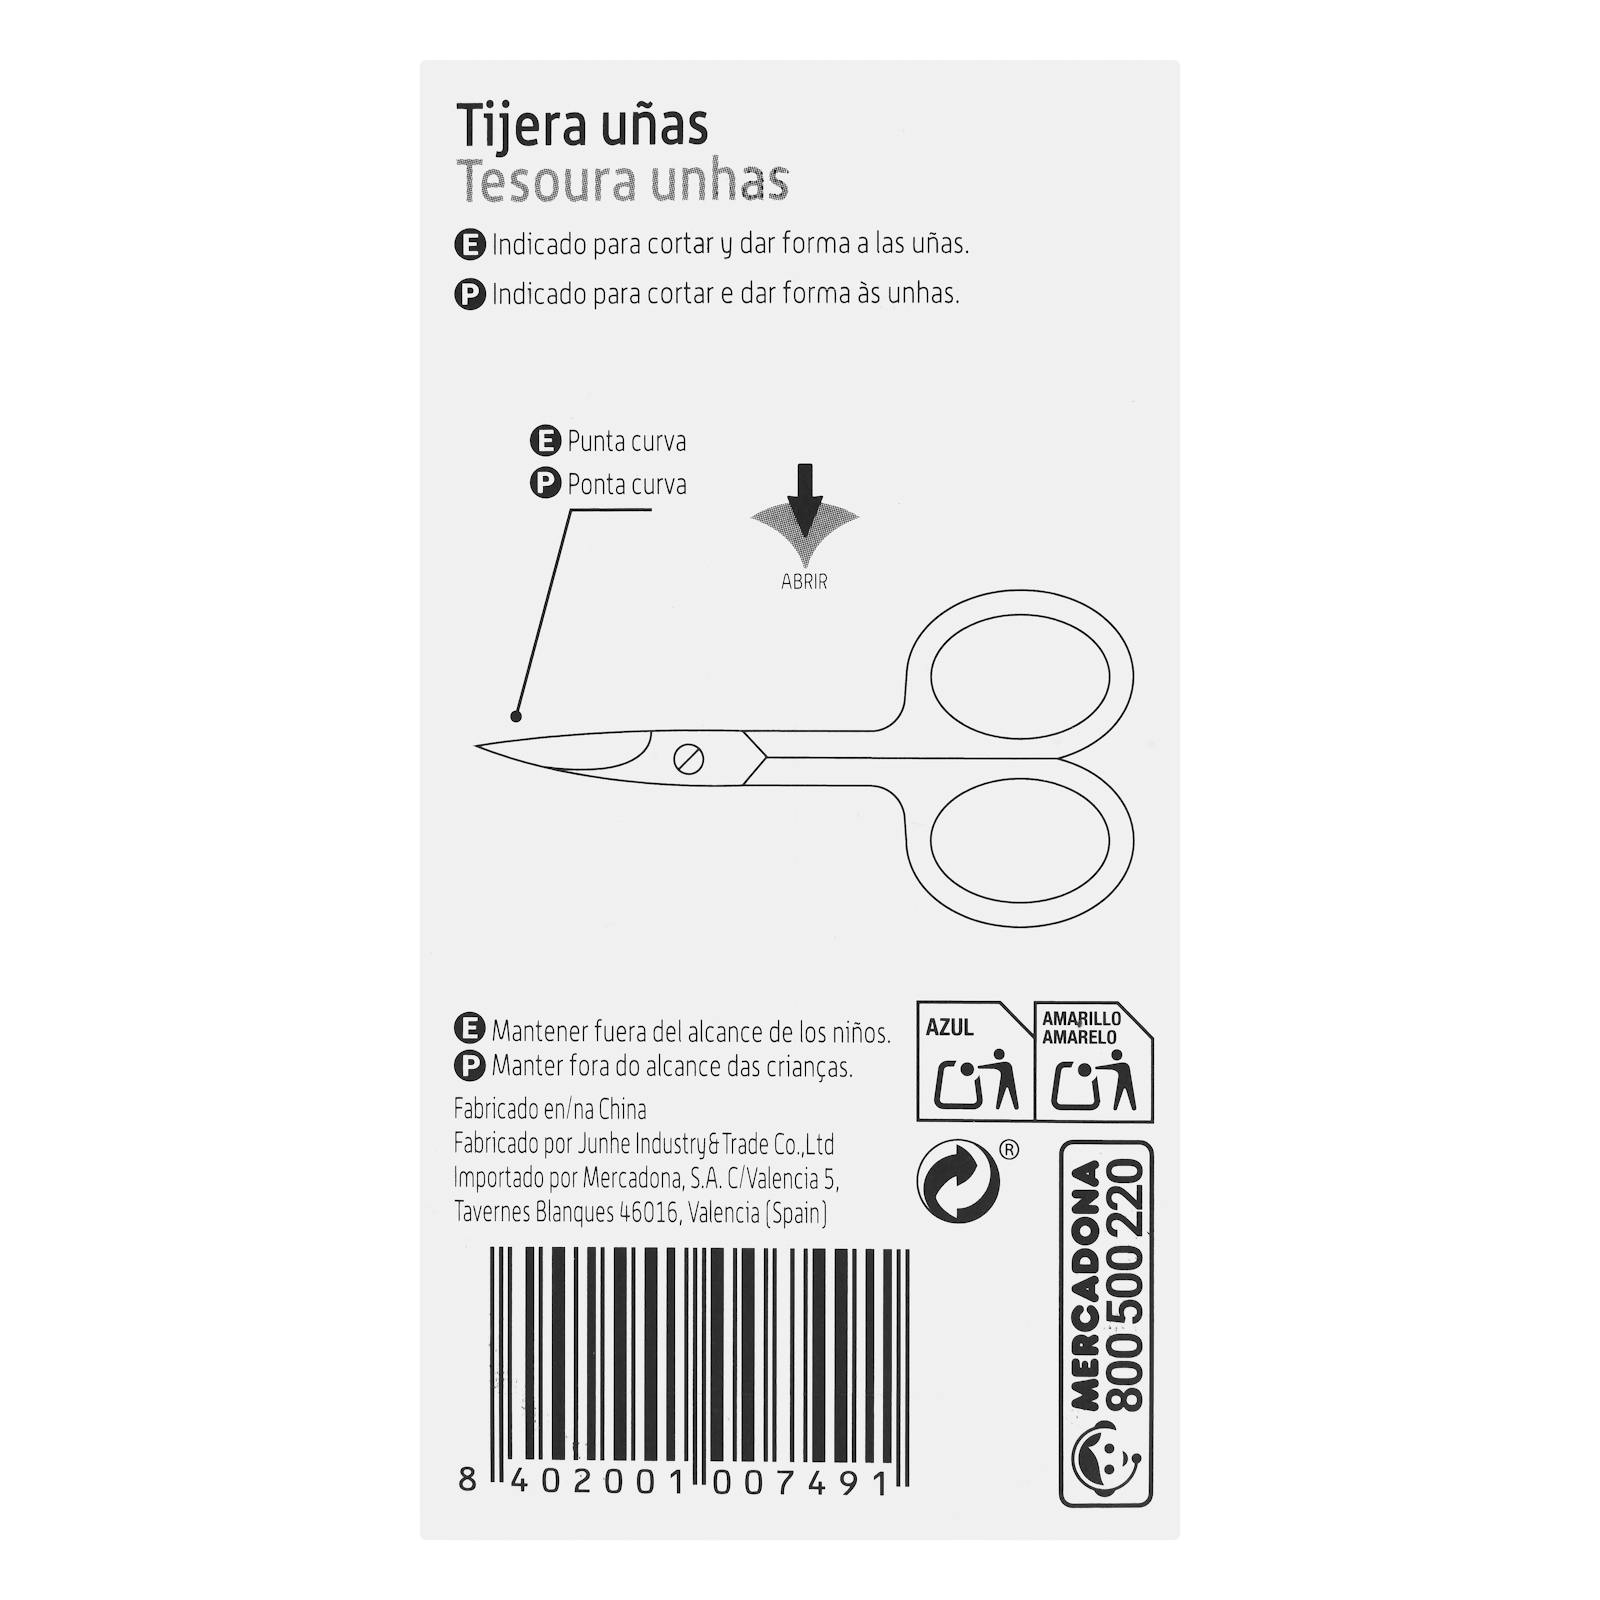 Tijera uñas
Tesoura unhas
E Indicado para cortar y dar forma a las uñas.
P Indicado para cortar e dar forma às unhas.
E Punta curva
P Ponta curva
ABRIR
E Mantener fuera del alcance de los niños.
P Manter fora do alcance das crianças.
Fabricado en/na China
Fabricado por Junhe Industry& Trade Co.,Ltd
Importado por Mercadona, S.A. C/Valencia 5,
Tavernes Blanques 46016, Valencia (Spain)
AZUL
AMARILLO
AMARELO
®
MERCADONA
800 500 220
8 402001 007491